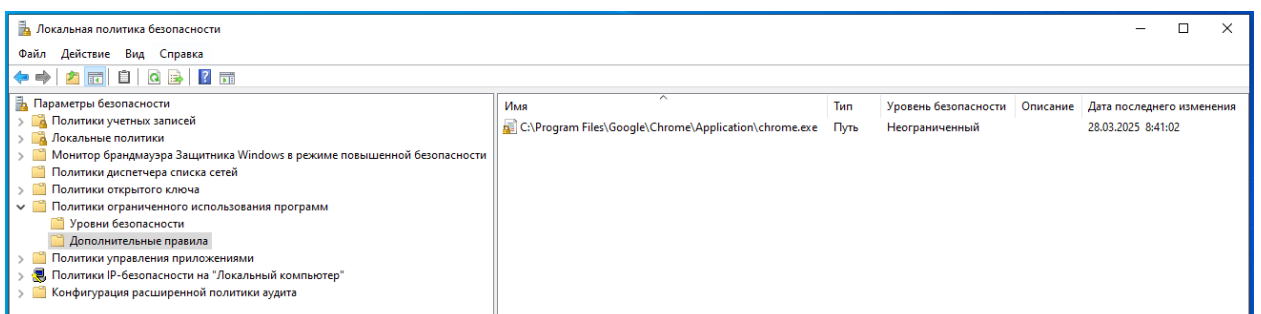 Локальная политика безопасности
Файл Действие Вид Справка
Параметры безопасности
Политики учетных записей
Локальные политики
Монитор брандмауэра Защитника Windows в режиме повышенной безопасности
Политики диспетчера списка сетей
Политики открытого ключа
Политики ограниченного использования программ
Уровни безопасности
Дополнительные правила
Политики управления приложениями
Политики IP-безопасности на "Локальный компьютер"
Конфигурация расширенной политики аудита
Имя Тип Уровень безопасности Описание Дата последнего изменения
C:\Program Files\Google\Chrome\Application\chrome.exe Путь Неограниченный 28.03.2025 8:41:02